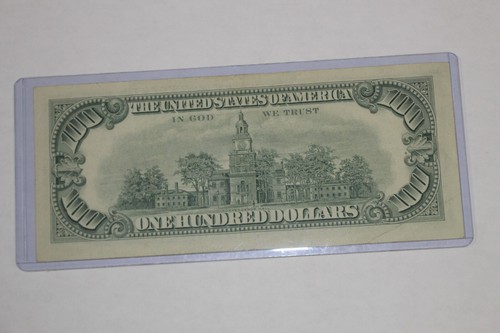 THE UNITED STATES OF AMERICA
IN GOD WE TRUST
100 100
100 100
ONE HUNDRED DOLLARS